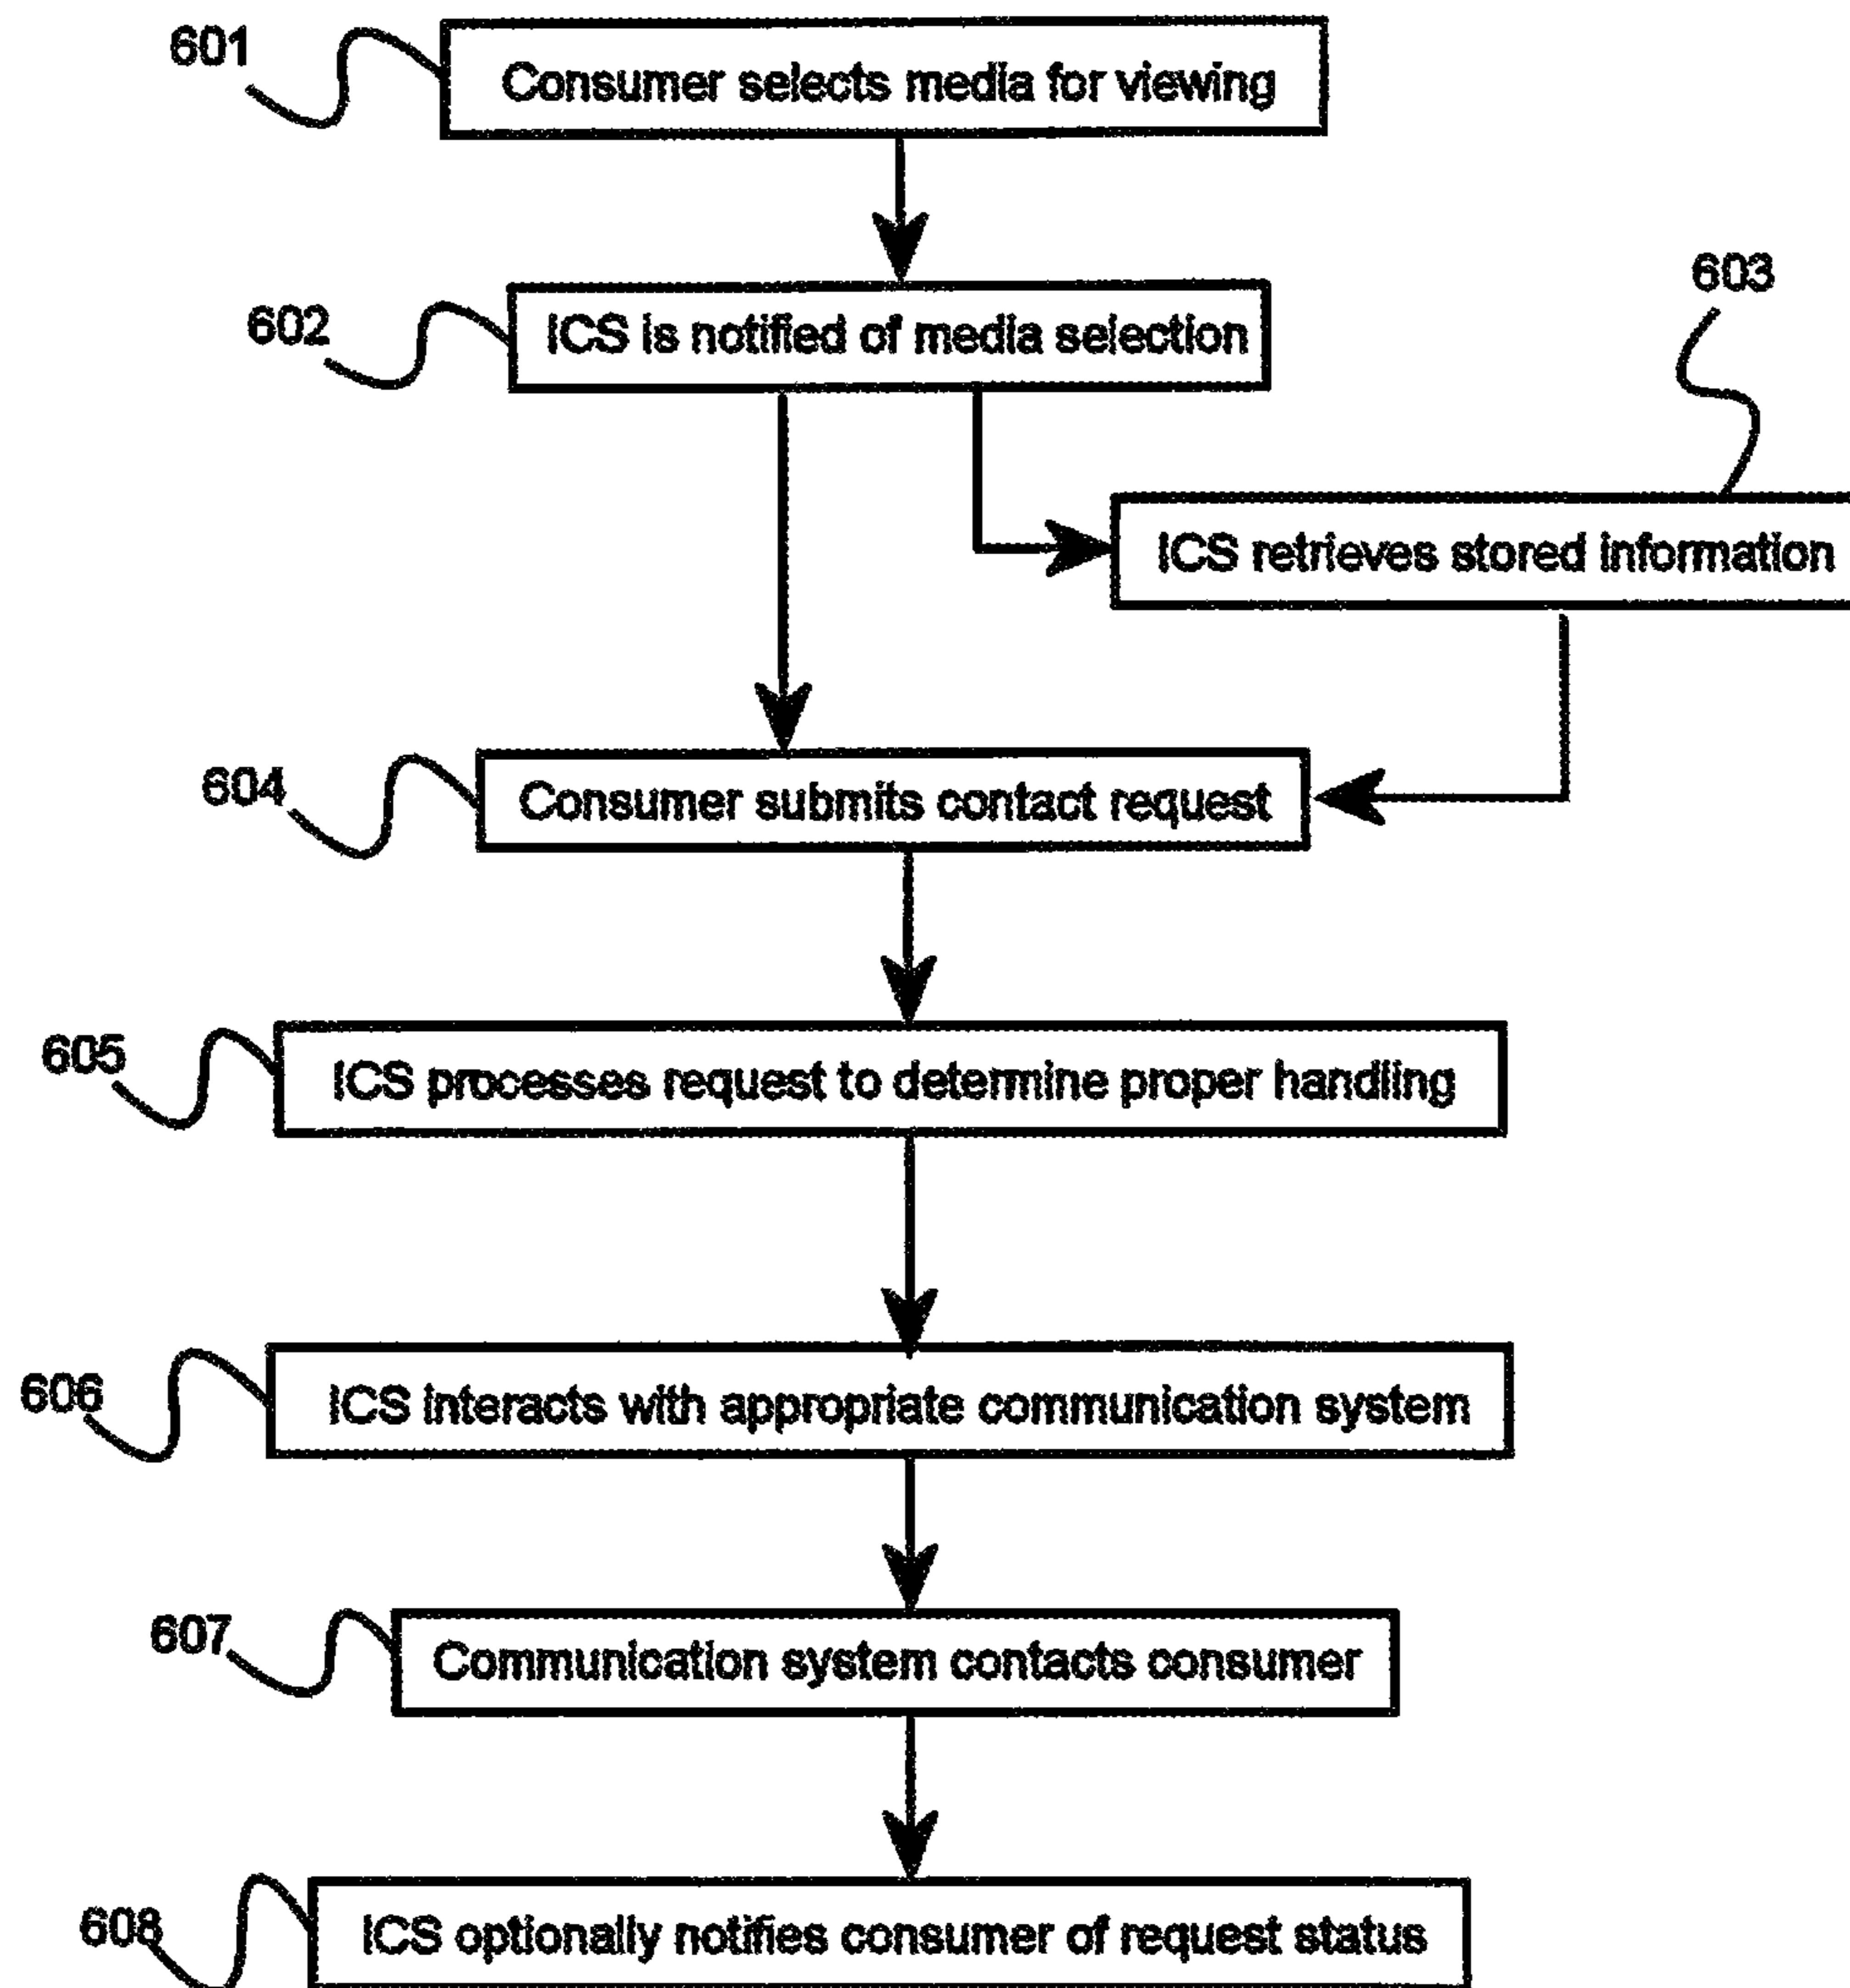 601
Consumer selects media for viewing
602
ICS is notified of media selection
603
ICS retrieves stored information
604
Consumer submits contact request
605
ICS processes request to determine proper handling
606
ICS interacts with appropriate communication system
607
Communication system contacts consumer
608
ICS optionally notifies consumer of request status